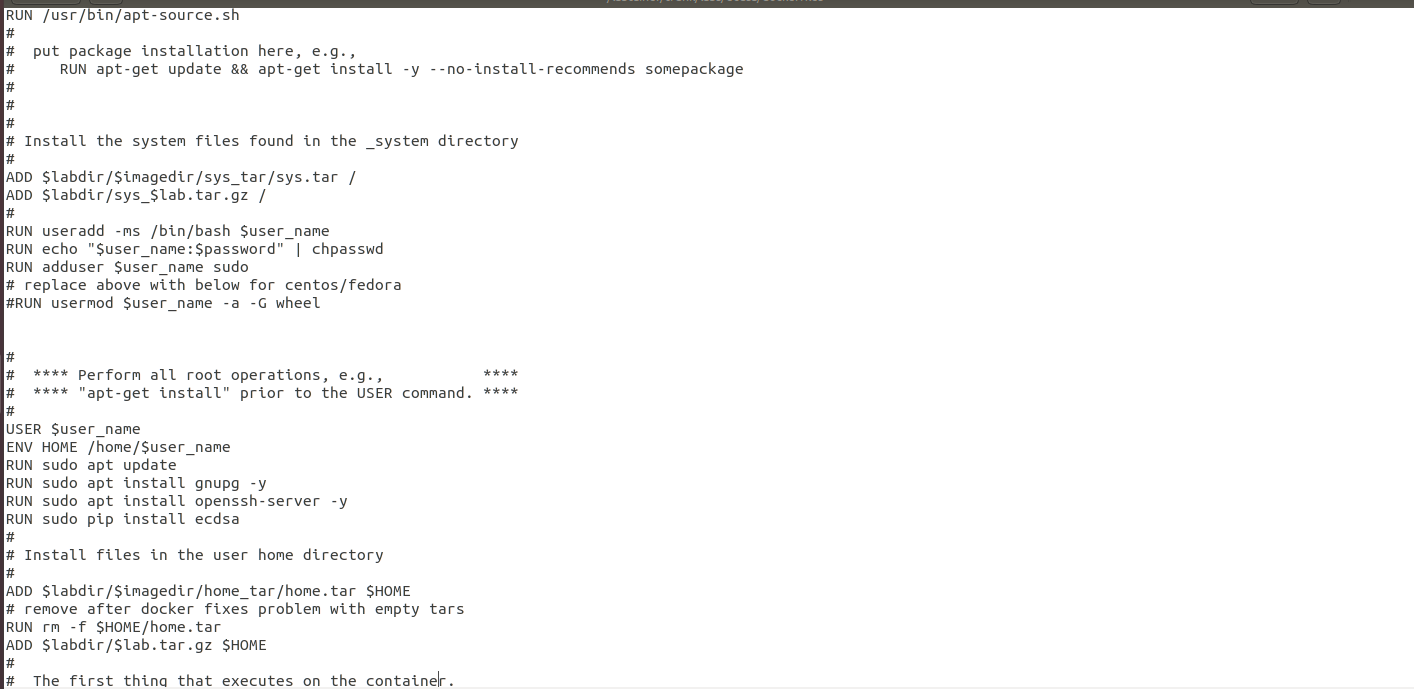 RUN /usr/bin/apt-source.sh
#
#  put package installation here, e.g.,
#     RUN apt-get update && apt-get install -y --no-install-recommends somepackage
#
#
#
# Install the system files found in the _system directory
#
ADD $labdir/$imagedir/sys_tar/sys.tar /
ADD $labdir/sys_$lab.tar.gz /
#
RUN useradd -ms /bin/bash $user_name
RUN echo "$user_name:$password" | chpasswd
RUN adduser $user_name sudo
# replace above with below for centos/fedora
#RUN usermod $user_name -a -G wheel
#
#  **** Perform all root operations, e.g.,           ****
#  **** "apt-get install" prior to the USER command. ****
#
USER $user_name
ENV HOME /home/$user_name
RUN sudo apt update
RUN sudo apt install gnupg -y
RUN sudo apt install openssh-server -y
RUN sudo pip install ecdsa
#
# Install files in the user home directory
#
ADD $labdir/$imagedir/home_tar/home.tar $HOME
# remove after docker fixes problem with empty tars
RUN rm -f $HOME/home.tar
ADD $labdir/$lab.tar.gz $HOME
#
#  The first thing that executes on the container.